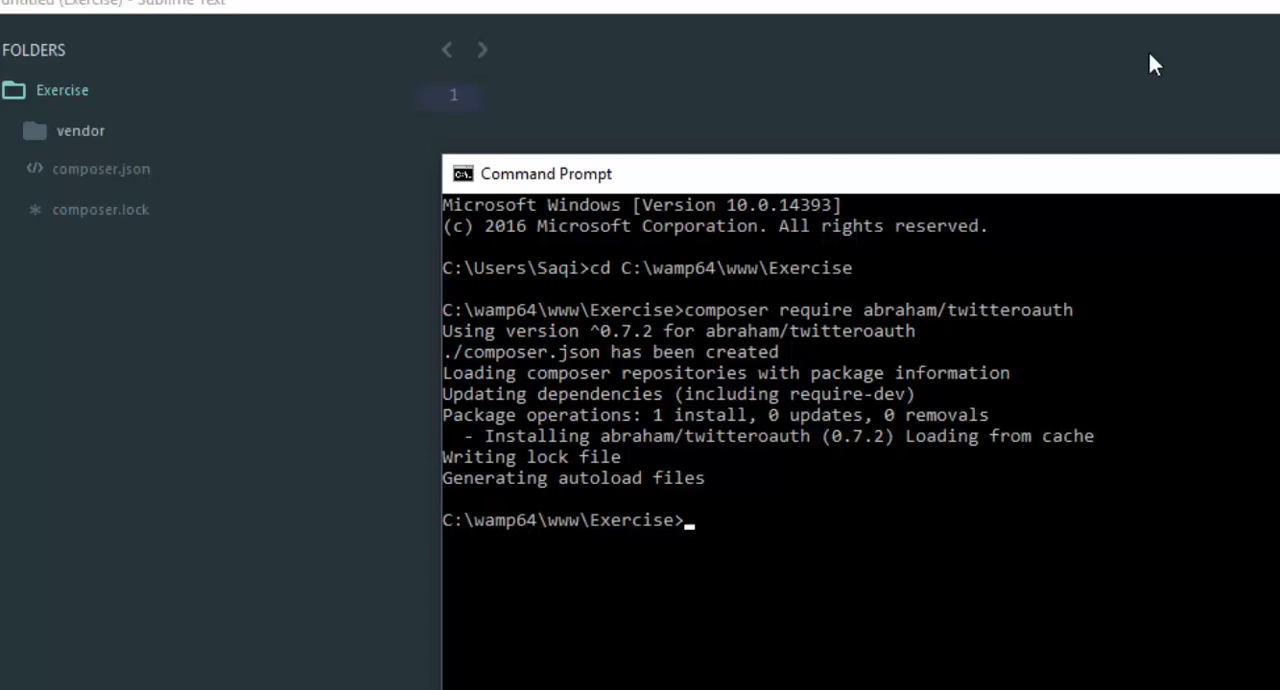 untitled (Exercise) - Sublime Text
FOLDERS
Exercise
vendor
composer.json
composer.lock
1
Command Prompt
Microsoft Windows [Version 10.0.14393]
(c) 2016 Microsoft Corporation. All rights reserved.
C:\Users\Saqi>cd C:\wamp64\www\Exercise
C:\wamp64\www\Exercise>composer require abraham/twitteroauth
Using version ^0.7.2 for abraham/twitteroauth
./composer.json has been created
Loading composer repositories with package information
Updating dependencies (including require-dev)
Package operations: 1 install, 0 updates, 0 removals
  - Installing abraham/twitteroauth (0.7.2) Loading from cache
Writing lock file
Generating autoload files
C:\wamp64\www\Exercise>